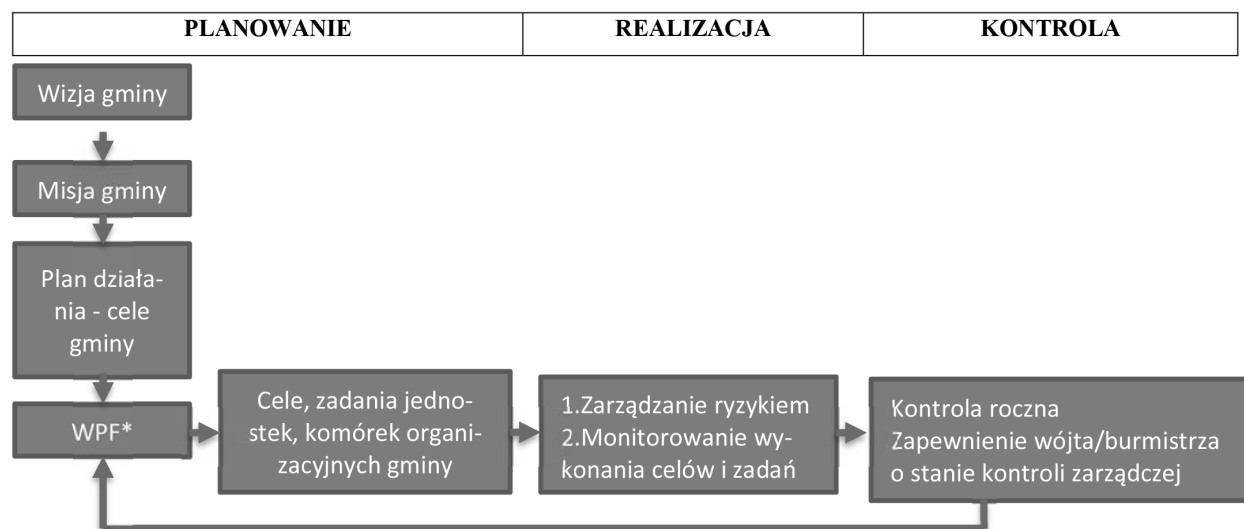 PLANOWANIE
REALIZACJA
KONTROLA
Wizja gminy
Misja gminy
Plan działa-
nia - cele
gminy
WPF*
Cele, zadania jedno-
stek, komórek organi-
zacyjnych gminy
1.Zarządzanie ryzykiem
2.Monitorowanie wy-
konania celów i zadań
Kontrola roczna
Zapewnienie wójta/burmistrza
o stanie kontroli zarządczej